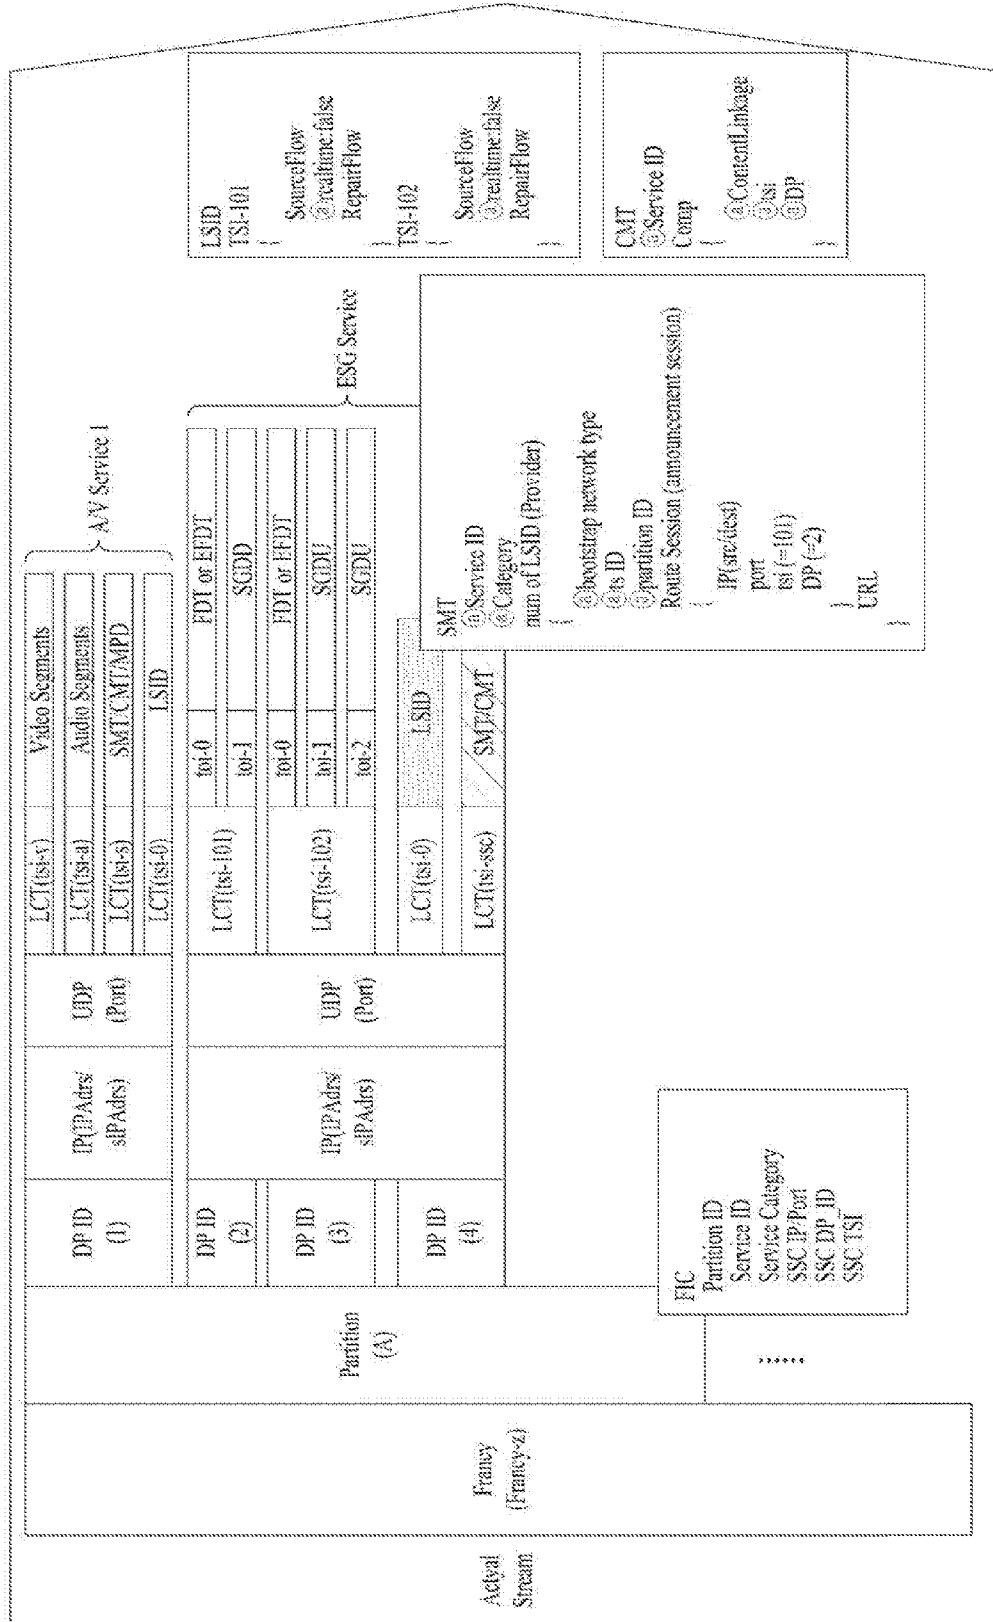 Actval
Stream
Francy
(Francy-z)
Partition
(A)
DP ID
(1)
IP(IPAdrs/
sIPAdrs)
UDP
(Port)
LCT(tsi-v)
Video Segments
LCT(tsi-a)
Audio Segments
LCT(tsi-s)
SMT/CMT/MPD
LCT(tsi-0)
LSID
A/V Service 1
DP ID
(2)
DP ID
(3)
DP ID
(4)
IP(IPAdrs/
sIPAdrs)
UDP
(Port)
LCT(tsi-101)
toi-0
FDT or EFDT
toi-1
SGDD
LCT(tsi-102)
toi-0
FDT or EFDT
toi-1
SGDU
toi-2
SGDU
LCT(tsi-0)
LSID
LCT(tsi-ssc)
SMT/CMT
ESG Service
LSID
TSI-101
{
SourceFlow
@realtime:false
RepairFlow
}
TSI-102
{
SourceFlow
@realtime:false
RepairFlow
}
CMT
@Service ID
Comp
{
@ContentLinkage
@tsi
@DP
}
SMT
@Service ID
@Category
num of LSID (Provider)
{
@bootstrap network type
@ts ID
@partition ID
Route Session (announcement session)
{
IP(src/dest)
port
tsi (=101)
DP (=2)
}
URL
}
FIC
Partition ID
Service ID
Service Category
SSC IP/Port
SSC DP_ID
SSC TSI
......